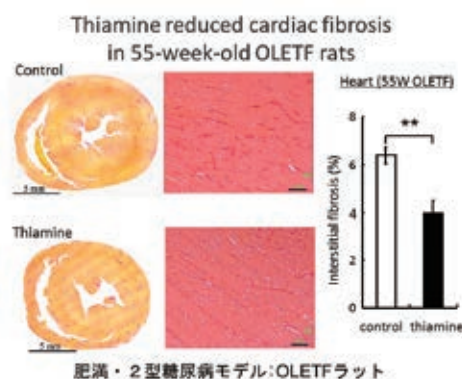 Thiamine reduced cardiac fibrosis
in 55-week-old OLETF rats
Control
5 mm
Thiamine
5 mm
Heart (55W OLETF)
**
Interstitial fibrosis (%)
8
6
4
2
0
control
thiamine
肥満・２型糖尿病モデル:OLETFラット